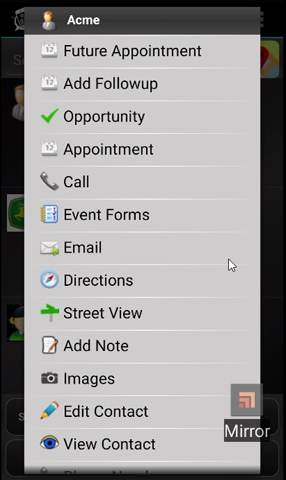 Acme
Future Appointment
Add Followup
Opportunity
Appointment
Call
Event Forms
Email
Directions
Street View
Add Note
Images
Edit Contact
View Contact
Mirror